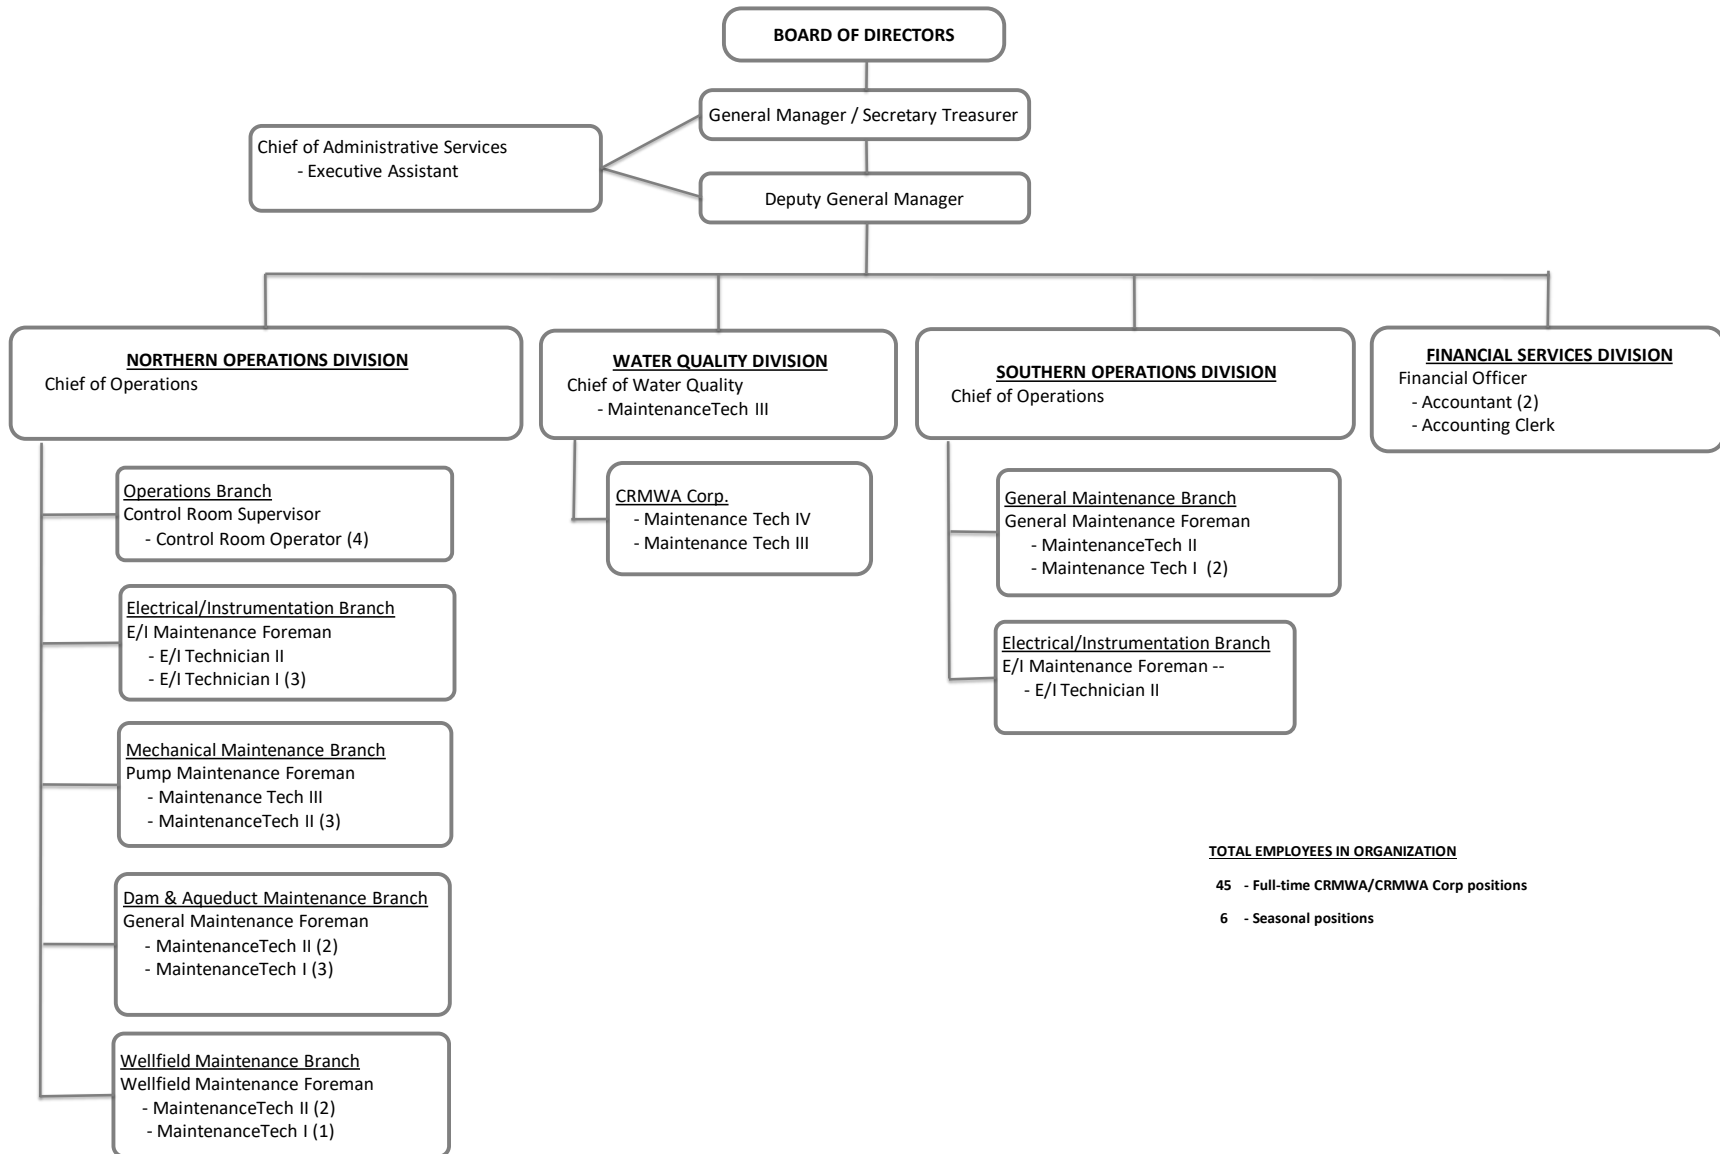 BOARD OF DIRECTORS
General Manager / Secretary Treasurer
Chief of Administrative Services
- Executive Assistant
Deputy General Manager
NORTHERN OPERATIONS DIVISION
Chief of Operations
WATER QUALITY DIVISION
Chief of Water Quality
- MaintenanceTech III
SOUTHERN OPERATIONS DIVISION
Chief of Operations
FINANCIAL SERVICES DIVISION
Financial Officer
- Accountant (2)
- Accounting Clerk
Operations Branch
Control Room Supervisor
- Control Room Operator (4)
Electrical/Instrumentation Branch
E/I Maintenance Foreman
- E/I Technician II
- E/I Technician I (3)
Mechanical Maintenance Branch
Pump Maintenance Foreman
- Maintenance Tech III
- MaintenanceTech II (3)
Dam & Aqueduct Maintenance Branch
General Maintenance Foreman
- MaintenanceTech II (2)
- MaintenanceTech I (3)
Wellfield Maintenance Branch
Wellfield Maintenance Foreman
- MaintenanceTech II (2)
- MaintenanceTech I (1)
CRMWA Corp.
- Maintenance Tech IV
- Maintenance Tech III
General Maintenance Branch
General Maintenance Foreman
- MaintenanceTech II
- Maintenance Tech I (2)
Electrical/Instrumentation Branch
E/I Maintenance Foreman --
- E/I Technician II
TOTAL EMPLOYEES IN ORGANIZATION
45 - Full-time CRMWA/CRMWA Corp positions
6 - Seasonal positions